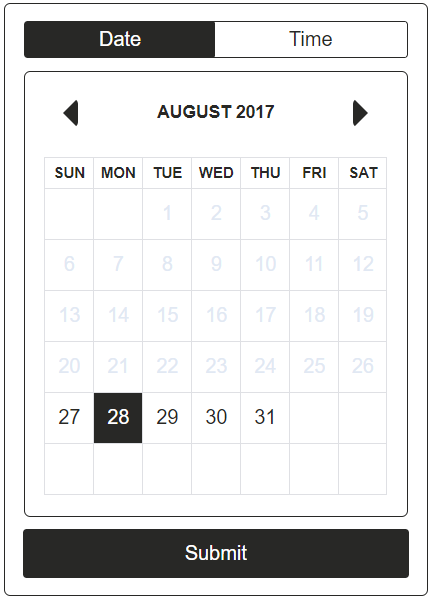 Date Time
AUGUST 2017
SUN MON TUE WED THU FRI SAT
1 2 3 4 5
6 7 8 9 10 11 12
13 14 15 16 17 18 19
20 21 22 23 24 25 26
27 28 29 30 31
Submit